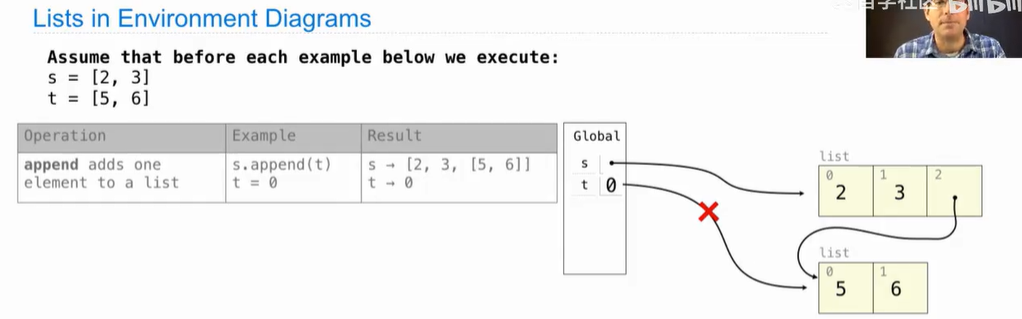 Lists in Environment Diagrams
Assume that before each example below we execute:
s = [2, 3]
t = [5, 6]
Operation Example Result
append adds one element to a list
s.append(t)
t = 0
s → [2, 3, [5, 6]]
t → 0
Global
s
t 0
list
0 1 2
2 3
list
0 1
5 6